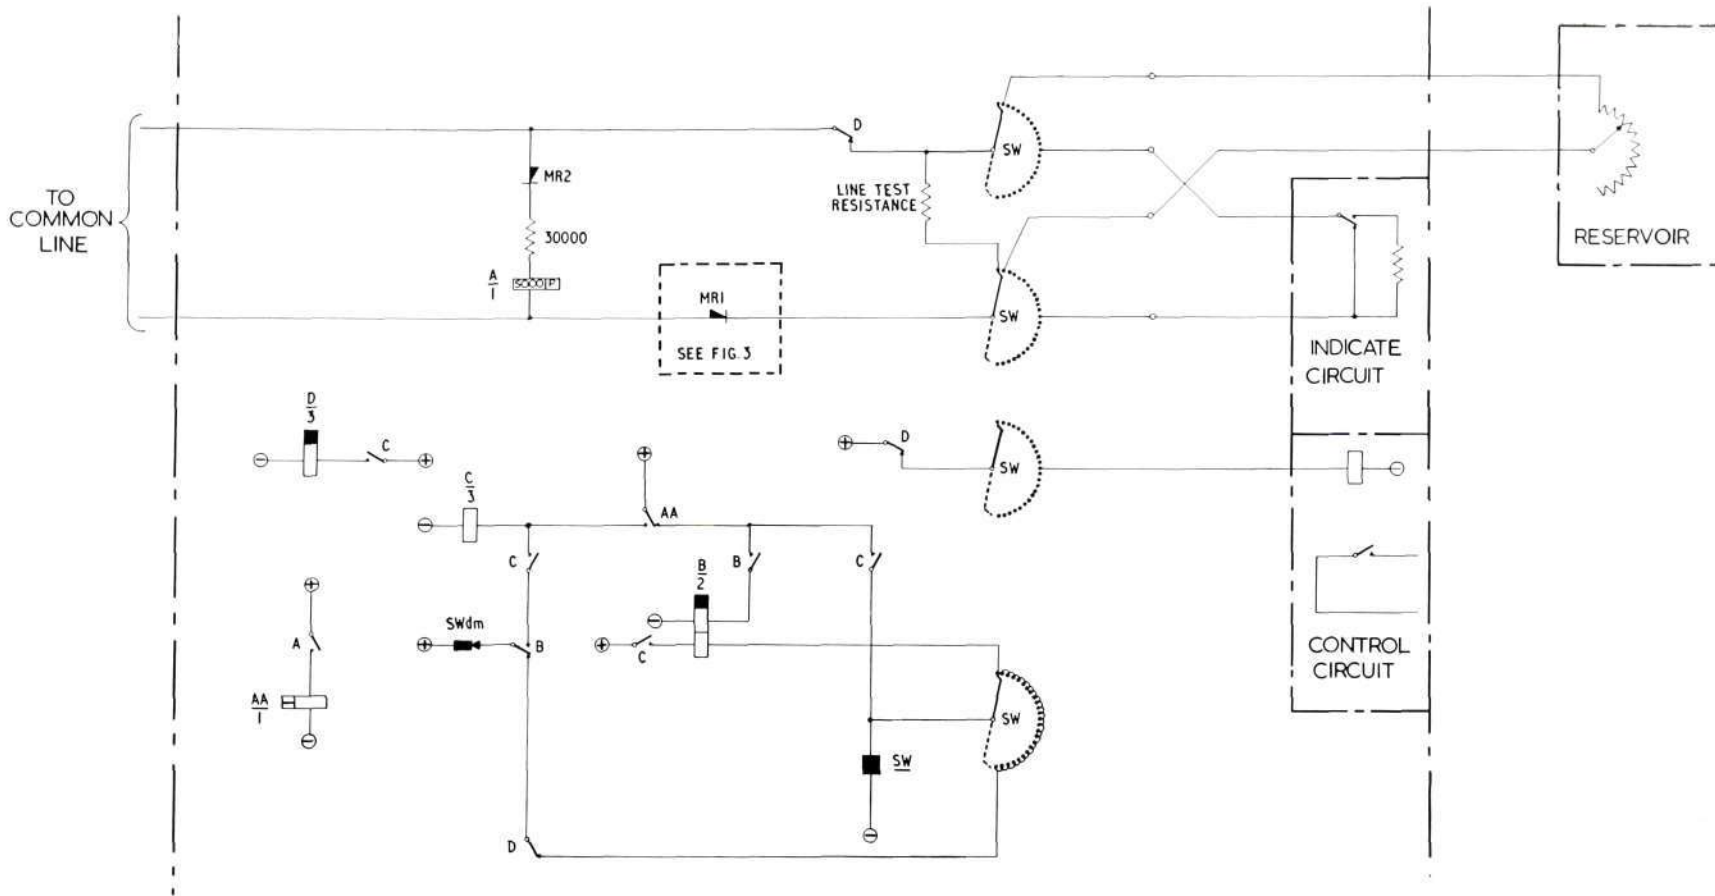 TO
COMMON
LINE
MR2
30000
A
1
5000 P
MR1
SEE FIG. 3
D
LINE TEST
RESISTANCE
SW
SW
INDICATE
CIRCUIT
RESERVOIR
D
3
C
C
3
AA
D
SW
C
B
C
B
2
A
SWdm
B
C
AA
1
SW
SW
D
CONTROL
CIRCUIT